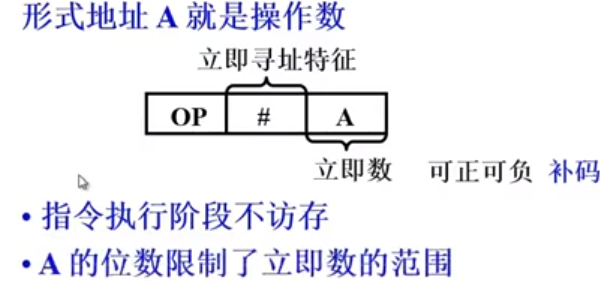 形式地址 A 就是操作数
立即寻址特征
OP # A
立即数 可正可负 补码
• 指令执行阶段不访存
• A 的位数限制了立即数的范围